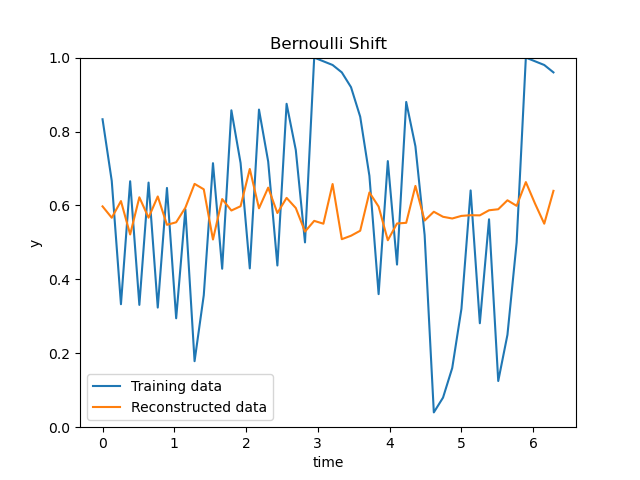 Bernoulli Shift
1.0
0.8
0.6
0.4
0.2
0.0
y
Training data
Reconstructed data
0 1 2 3 4 5 6
time